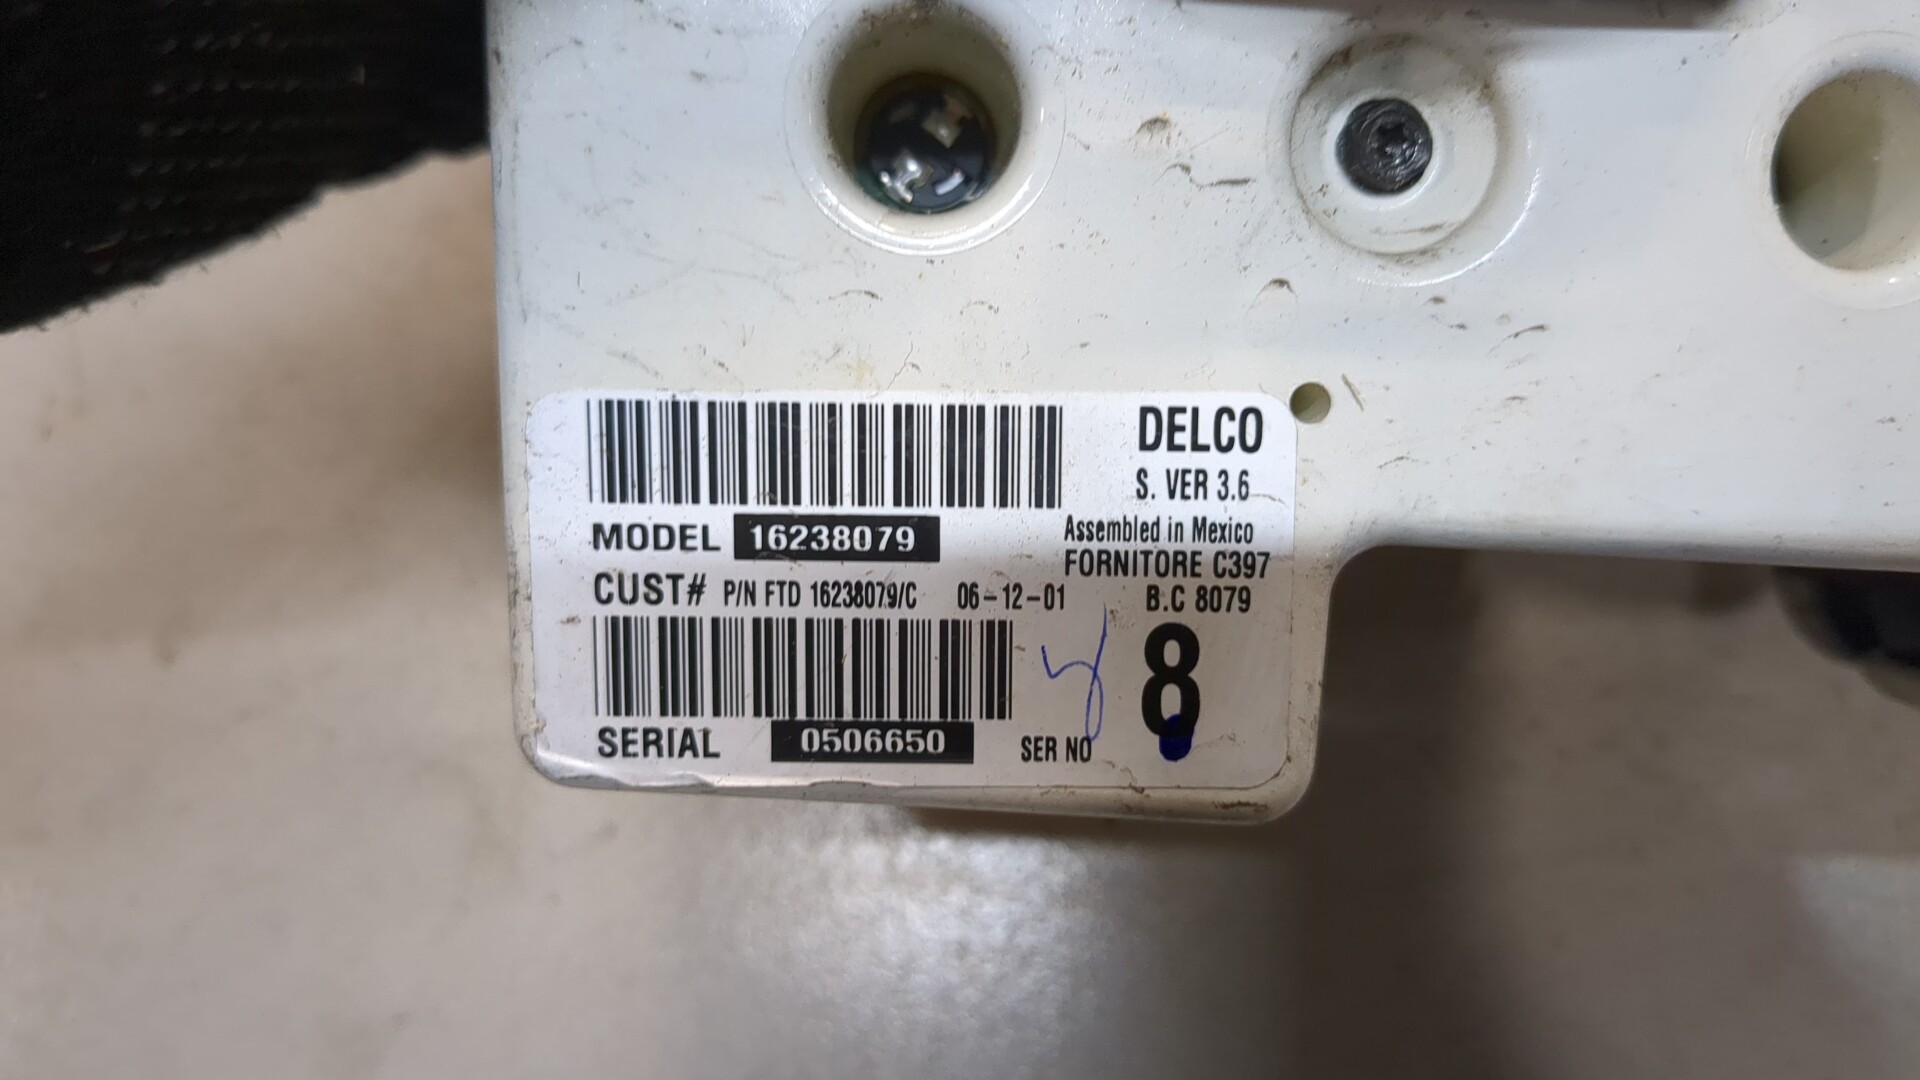 DELCO
S. VER 3.6
MODEL 16238079
Assembled in Mexico
FORNITORE C397
CUST# P/N FTD 16238079/C 06-12-01
B.C 8079
8
SERIAL 0506650
SER NO